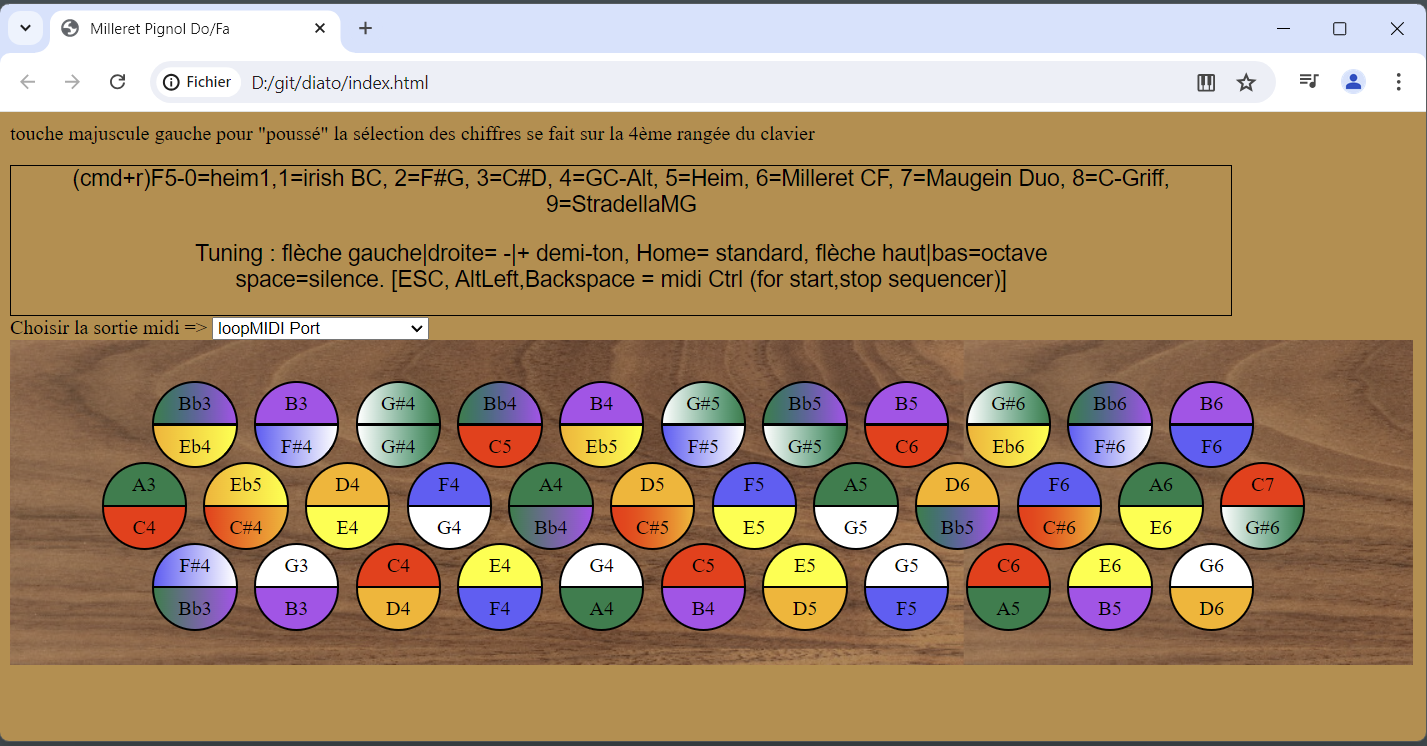 Milleret Pignol Do/Fa
Fichier D:/git/diato/index.html
touche majuscule gauche pour "poussé" la sélection des chiffres se fait sur la 4ème rangée du clavier
(cmd+r)F5-0=heim1,1=irish BC, 2=F#G, 3=C#D, 4=GC-Alt, 5=Heim, 6=Milleret CF, 7=Maugein Duo, 8=C-Griff,
9=StradellaMG
Tuning : flèche gauche|droite= -|+ demi-ton, Home= standard, flèche haut|bas=octave
space=silence. [ESC, AltLeft,Backspace = midi Ctrl (for start,stop sequencer)]
Choisir la sortie midi => loopMIDI Port
Bb3 B3 G#4 Bb4 B4 G#5 Bb5 B5 G#6 Bb6 B6
Eb4 F#4 G#4 C5 Eb5 F#5 G#5 C6 Eb6 F#6 F6
A3 Eb5 D4 F4 A4 D5 F5 A5 D6 F6 A6 C7
C4 C#4 E4 G4 Bb4 C#5 E5 G5 Bb5 C#6 E6 G#6
F#4 G3 C4 E4 G4 C5 E5 G5 C6 E6 G6
Bb3 B3 D4 F4 A4 B4 D5 F5 A5 B5 D6